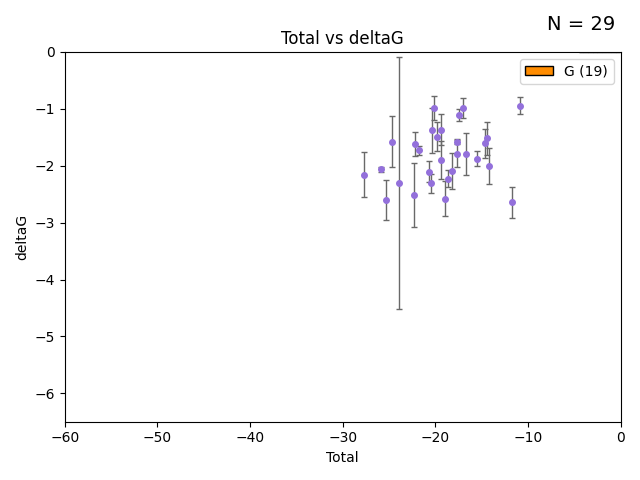 N = 29
Total vs deltaG
G (19)
0
−1
−2
−3
−4
−5
−6
deltaG
−60 −50 −40 −30 −20 −10 0
Total